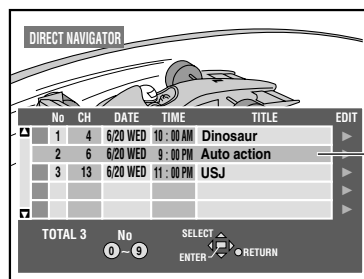 DIRECT NAVIGATOR
No CH DATE TIME TITLE EDIT
1 4 6/20 WED 10 : 00 AM Dinosaur
2 6 6/20 WED 9 : 00 PM Auto action
3 13 6/20 WED 11 : 00 PM USJ
TOTAL 3 No 0 ~ 9 SELECT ENTER RETURN